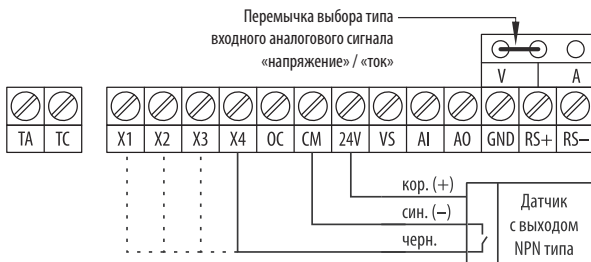 Перемычка выбора типа
входного аналогового сигнала
«напряжение» / «ток»
V A
TA TC X1 X2 X3 X4 OC CM 24V VS AI AO GND RS+ RS–
кор. (+)
син. (–)
черн.
Датчик
с выходом
NPN типа